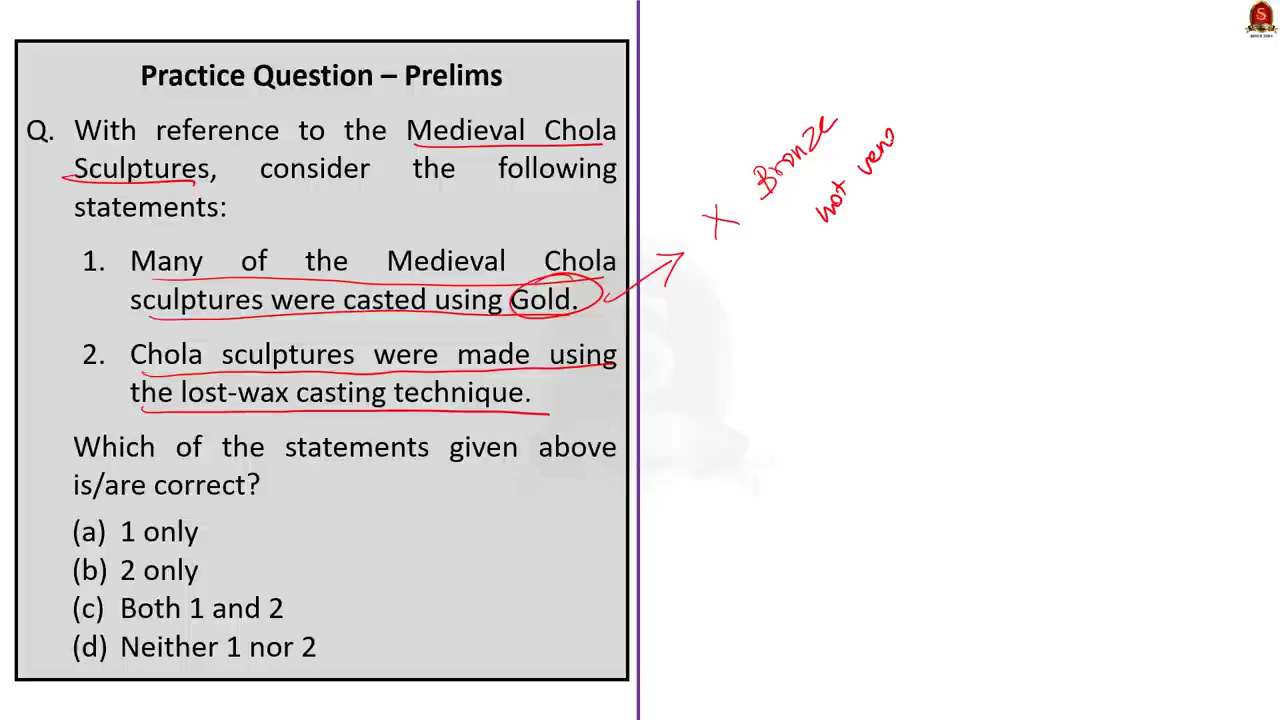 Practice Question – Prelims
Q. With reference to the Medieval Chola
Sculptures, consider the following
statements:
1. Many of the Medieval Chola
sculptures were casted using Gold.
2. Chola sculptures were made using
the lost-wax casting technique.
Which of the statements given above
is/are correct?
(a) 1 only
(b) 2 only
(c) Both 1 and 2
(d) Neither 1 nor 2
X Bronze
not
S